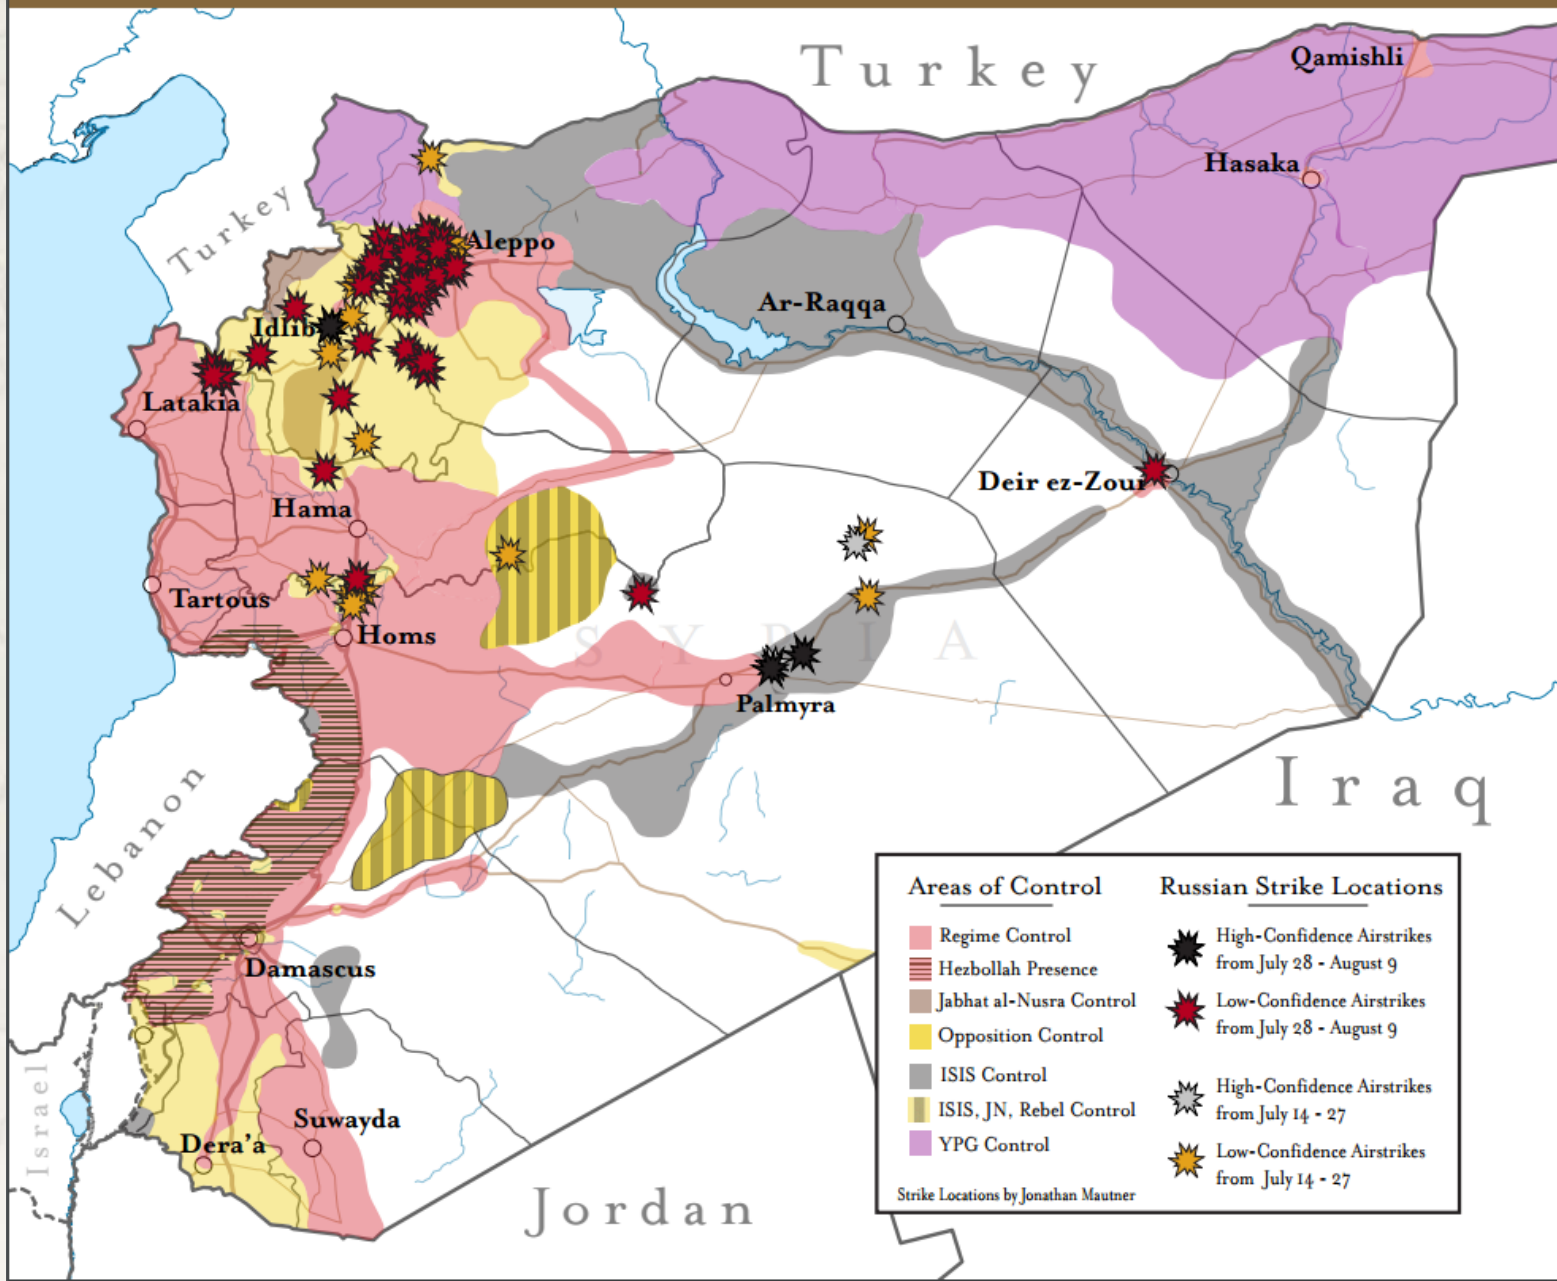 Turkey
Qamishli
Hasaka
Turkey
Aleppo
Ar-Raqqa
Idlib
Latakia
Deir ez-Zour
Hama
Tartous
Homs
SYRIA
Palmyra
Lebanon
Iraq
Damascus
Israel
Suwayda
Dera'a
Jordan
Areas of Control
Regime Control
Hezbollah Presence
Jabhat al-Nusra Control
Opposition Control
ISIS Control
ISIS, JN, Rebel Control
YPG Control
Strike Locations by Jonathan Mautner
Russian Strike Locations
High-Confidence Airstrikes
from July 28 - August 9
Low-Confidence Airstrikes
from July 28 - August 9
High-Confidence Airstrikes
from July 14 - 27
Low-Confidence Airstrikes
from July 14 - 27